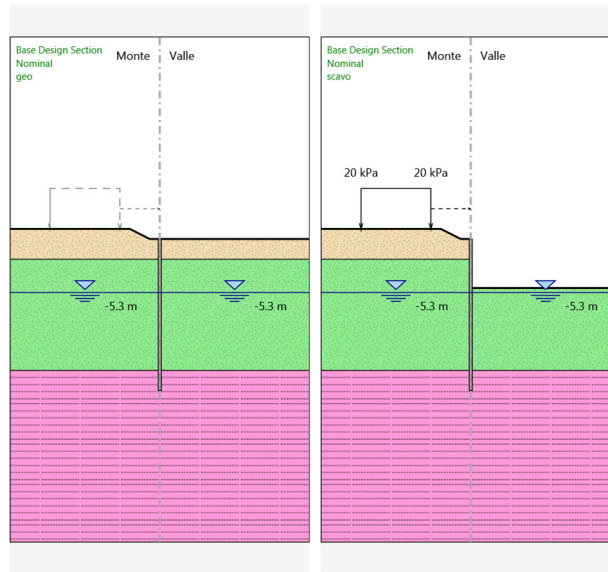 Base Design Section
Nominal
geo
Monte
Valle
-5.3 m
-5.3 m
Base Design Section
Nominal
scavo
Monte
Valle
20 kPa
20 kPa
-5.3 m
-5.3 m